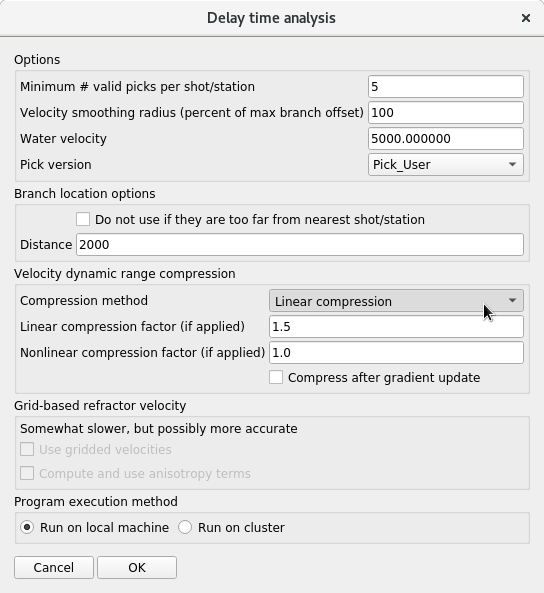 Delay time analysis
Options
Minimum # valid picks per shot/station 5
Velocity smoothing radius (percent of max branch offset) 100
Water velocity 5000.000000
Pick version Pick_User
Branch location options
Do not use if they are too far from nearest shot/station
Distance 2000
Velocity dynamic range compression
Compression method Linear compression
Linear compression factor (if applied) 1.5
Nonlinear compression factor (if applied) 1.0
Compress after gradient update
Grid-based refractor velocity
Somewhat slower, but possibly more accurate
Use gridded velocities
Compute and use anisotropy terms
Program execution method
Run on local machine Run on cluster
Cancel OK